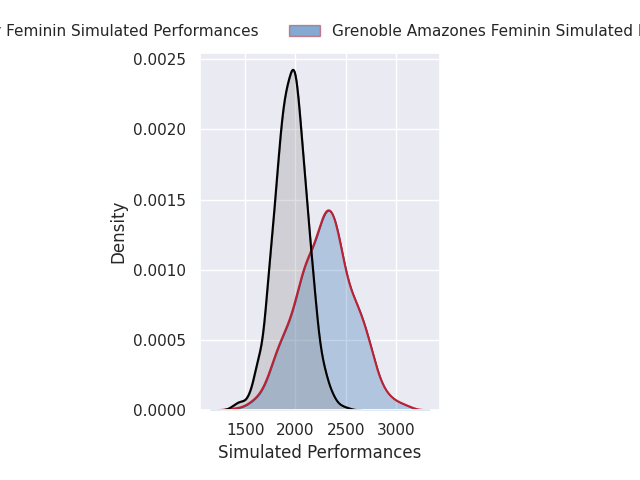 Feminin Simulated Performances
Grenoble Amazones Feminin Simulated
0.0025
0.0020
0.0015
0.0010
0.0005
0.0000
Density
1500 2000 2500 3000
Simulated Performances